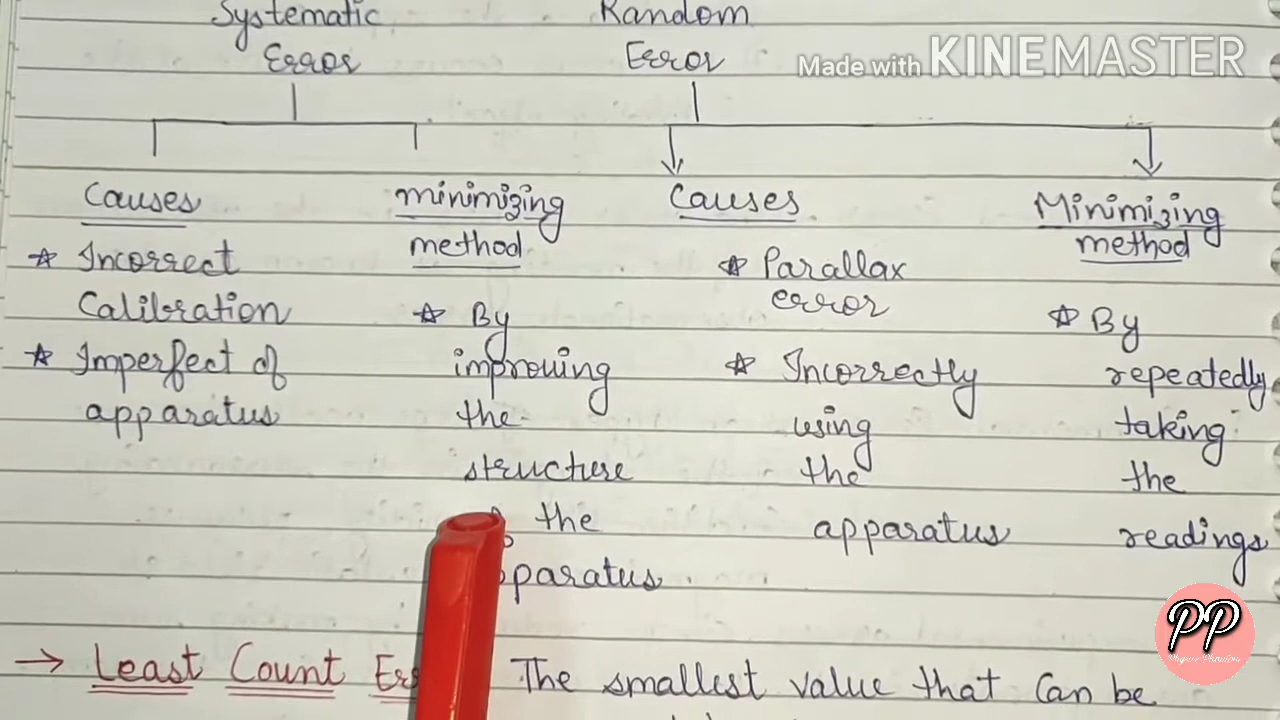 Systematic
Error
Random
Error
Made with KINEMASTER
Causes
★ Incorrect
Calibration
★ Imperfect of
apparatus
minimizing
method
★ By
improving
the
structure
the
paratus
Causes
★ Parallax
error
★ Incorrectly
using
the
apparatus
Minimizing
method
★ By
repeatedly
taking
the
readings
PP
→ Least Count The smallest value that can be